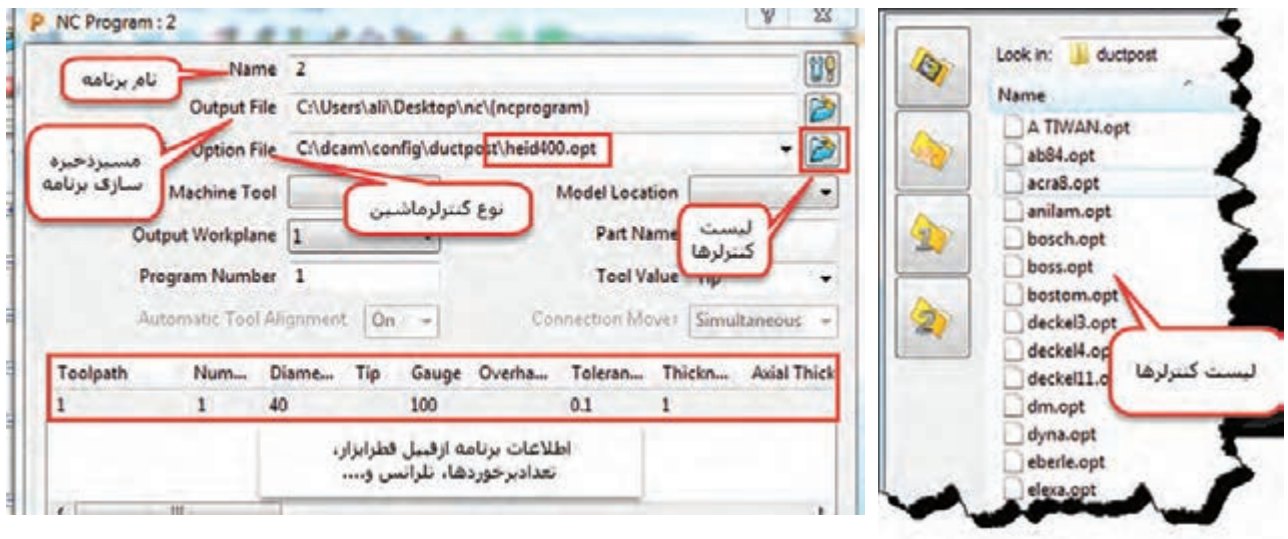 NC Program : 2
Name 2
نام برنامه
Output File C:\Users\ali\Desktop\nc\{ncprogram}
مسیرذخیره
سازی برنامه
Option File C:\dcam\config\ductpost\heid400.opt
نوع کنترلرماشین
Machine Tool
Model Location
لیست
کنترلرها
Output Workplane 1
Part Name
Program Number 1
Tool Value Tip
Automatic Tool Alignment On
Connection Moves Simultaneous
Toolpath Num... Diame... Tip Gauge Overha... Toleran... Thickn... Axial Thick
1 1 40 100 0.1 1
اطلاعات برنامه ازقبیل قطرابزار،
تعدادبرخوردها، تلرانس و....
Look in: ductpost
Name
A TIWAN.opt
ab84.opt
acra8.opt
anilam.opt
bosch.opt
boss.opt
bostom.opt
deckel3.opt
deckel4.op
deckel11.o
dm.opt
dyna.opt
eberle.opt
elexa.opt
لیست کنترلرها